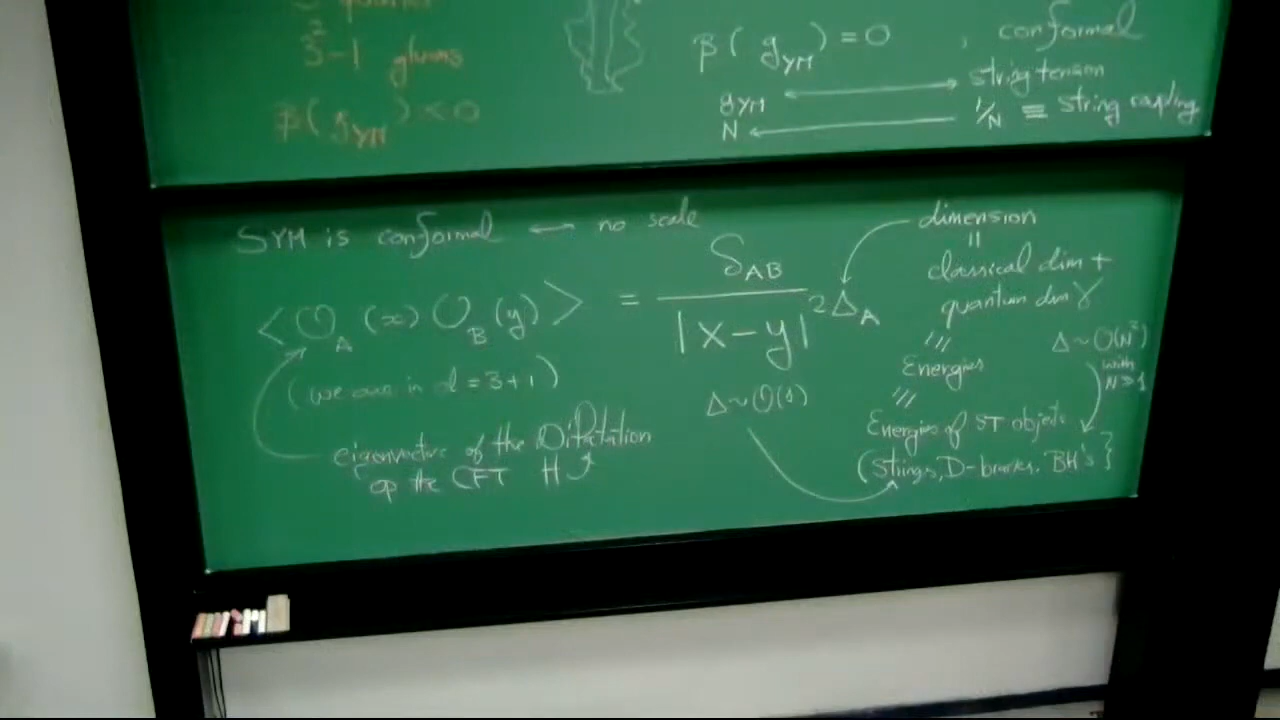 3²-1 gluons
β(g_YM) < 0
β(g_YM) = 0 , conformal
g_YM ⟷ string tension
N ⟵ 1/N ≡ string coupling
SYM is conformal ⟷ no scale
⟨O_A(x) O_B(y)⟩ = δ_AB / |x-y|^{2Δ_A}
(we are in d=3+1)
eigenvectors of the Dilatation
op the CFT H
Δ~O(1)
dimension
=
classical dim +
quantum dim γ
≡
Energies
≡
Energies of ST objects
(Strings, D-branes, BH's}
Δ~O(N²)
with